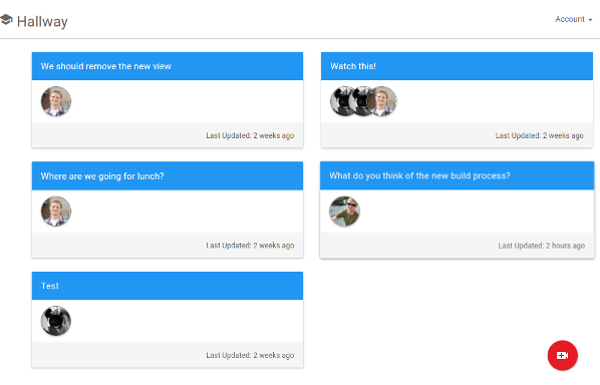 Hallway
Account
We should remove the new view
Last Updated: 2 weeks ago
Watch this!
Last Updated: 2 weeks ago
Where are we going for lunch?
Last Updated: 2 weeks ago
What do you think of the new build process?
Last Updated: 2 hours ago
Test
Last Updated: 2 weeks ago